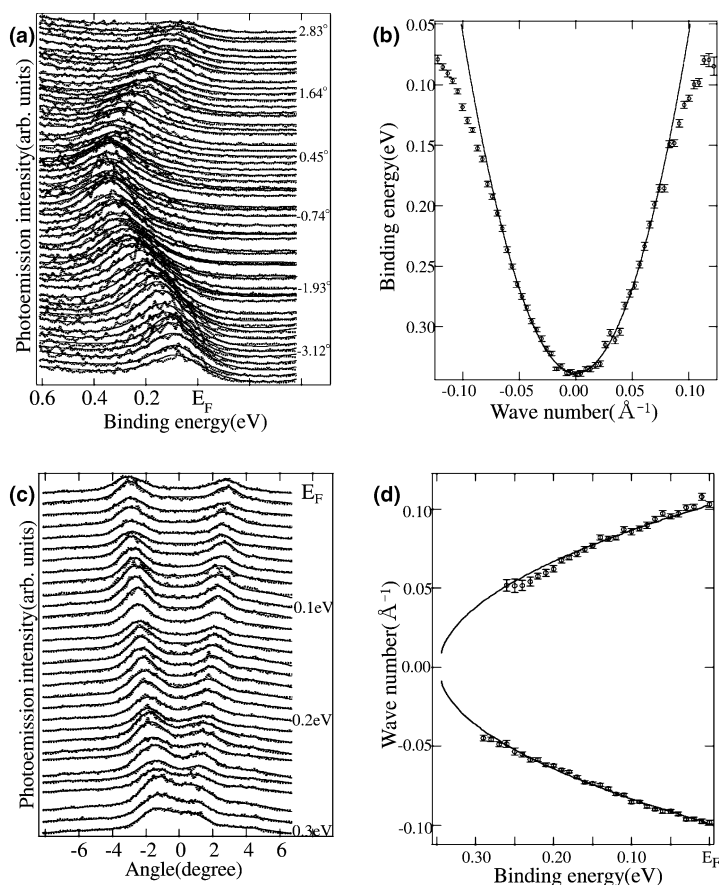 (a)
Photoemission intensity(arb. units)
2.83°
1.64°
0.45°
-0.74°
-1.93°
-3.12°
0.6 0.4 0.2 E_F
Binding energy(eV)
(b)
Binding energy(eV)
0.05
0.10
0.15
0.20
0.25
0.30
-0.10 -0.05 0.00 0.05 0.10
Wave number(Å⁻¹)
(c)
Photoemission intensity(arb. units)
E_F
0.1eV
0.2eV
0.3eV
-6 -4 -2 0 2 4 6
Angle(degree)
(d)
Wave number(Å⁻¹)
0.10
0.05
0.00
-0.05
-0.10
0.30 0.20 0.10 E_F
Binding energy(eV)